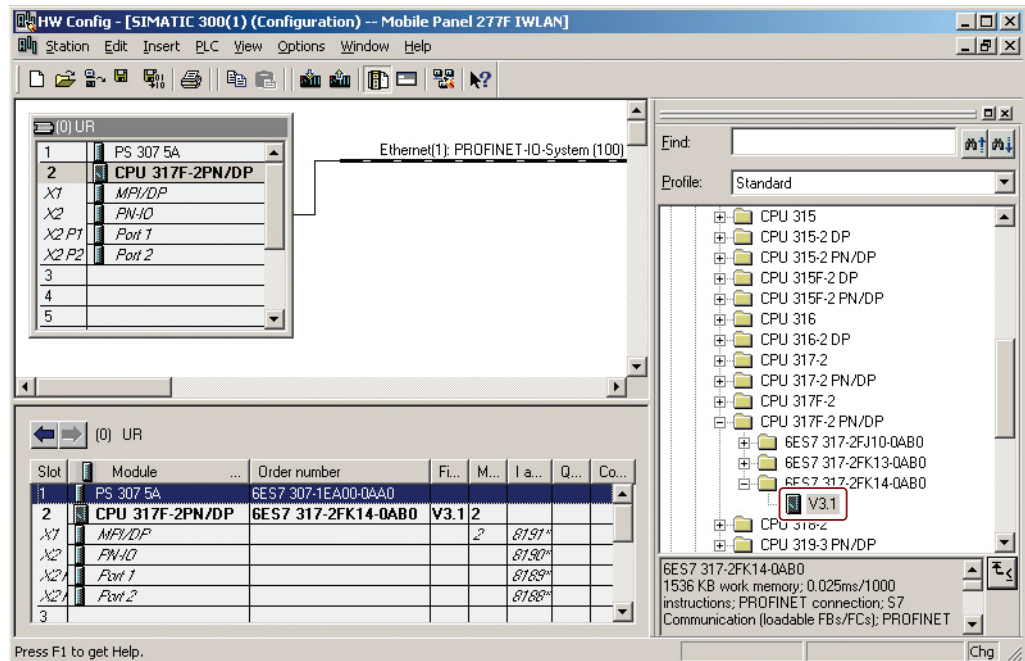 HW Config - [SIMATIC 300(1) (Configuration) -- Mobile Panel 277F IWLAN]
Station Edit Insert PLC View Options Window Help
(0) UR
1 PS 307 5A
2 CPU 317F-2PN/DP
X1 MPI/DP
X2 PN-IO
X2 P1 Port 1
X2 P2 Port 2
3
4
5
Ethernet(1): PROFINET-IO-System (100)
(0) UR
Slot Module ... Order number Fi... M... I a... Q... Co...
1 PS 307 5A 6ES7 307-1EA00-0AA0
2 CPU 317F-2PN/DP 6ES7 317-2FK14-0AB0 V3.1 2
X1 MPI/DP 2 8191*
X2 PN-IO 8190*
X2 Port 1 8189*
X2 Port 2 8188*
3
Find:
Profile: Standard
CPU 315
CPU 315-2 DP
CPU 315-2 PN/DP
CPU 315F-2 DP
CPU 315F-2 PN/DP
CPU 316
CPU 316-2 DP
CPU 317-2
CPU 317-2 PN/DP
CPU 317F-2
CPU 317F-2 PN/DP
6ES7 317-2FJ10-0AB0
6ES7 317-2FK13-0AB0
6ES7 317-2FK14-0AB0
V3.1
CPU 318-2
CPU 319-3 PN/DP
6ES7 317-2FK14-0AB0
1536 KB work memory; 0.025ms/1000
instructions; PROFINET connection; S7
Communication (loadable FBs/FCs); PROFINET
Press F1 to get Help.
Chg